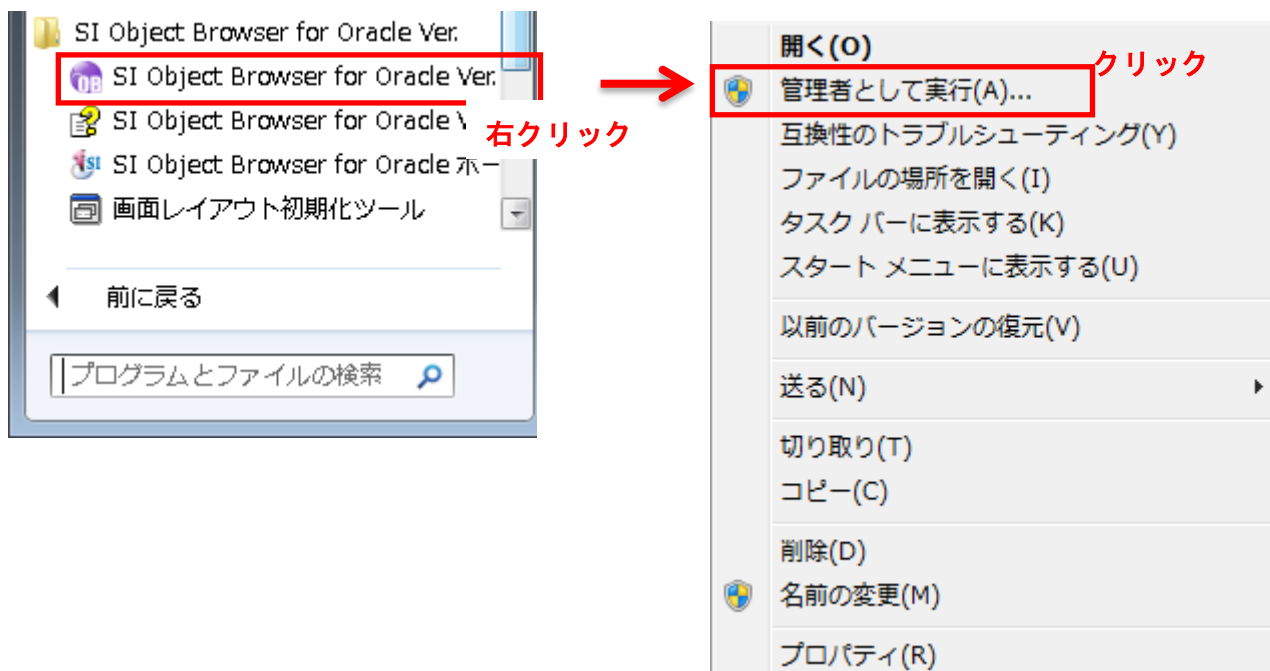 SI Object Browser for Oracle Ver.
SI Object Browser for Oracle Ver.
SI Object Browser for Oracle
SI Object Browser for Oracle ホー
画面レイアウト初期化ツール
前に戻る
プログラムとファイルの検索
右クリック
開く(O)
クリック
管理者として実行(A)...
互換性のトラブルシューティング(Y)
ファイルの場所を開く(I)
タスク バーに表示する(K)
スタート メニューに表示する(U)
以前のバージョンの復元(V)
送る(N)
切り取り(T)
コピー(C)
削除(D)
名前の変更(M)
プロパティ(R)